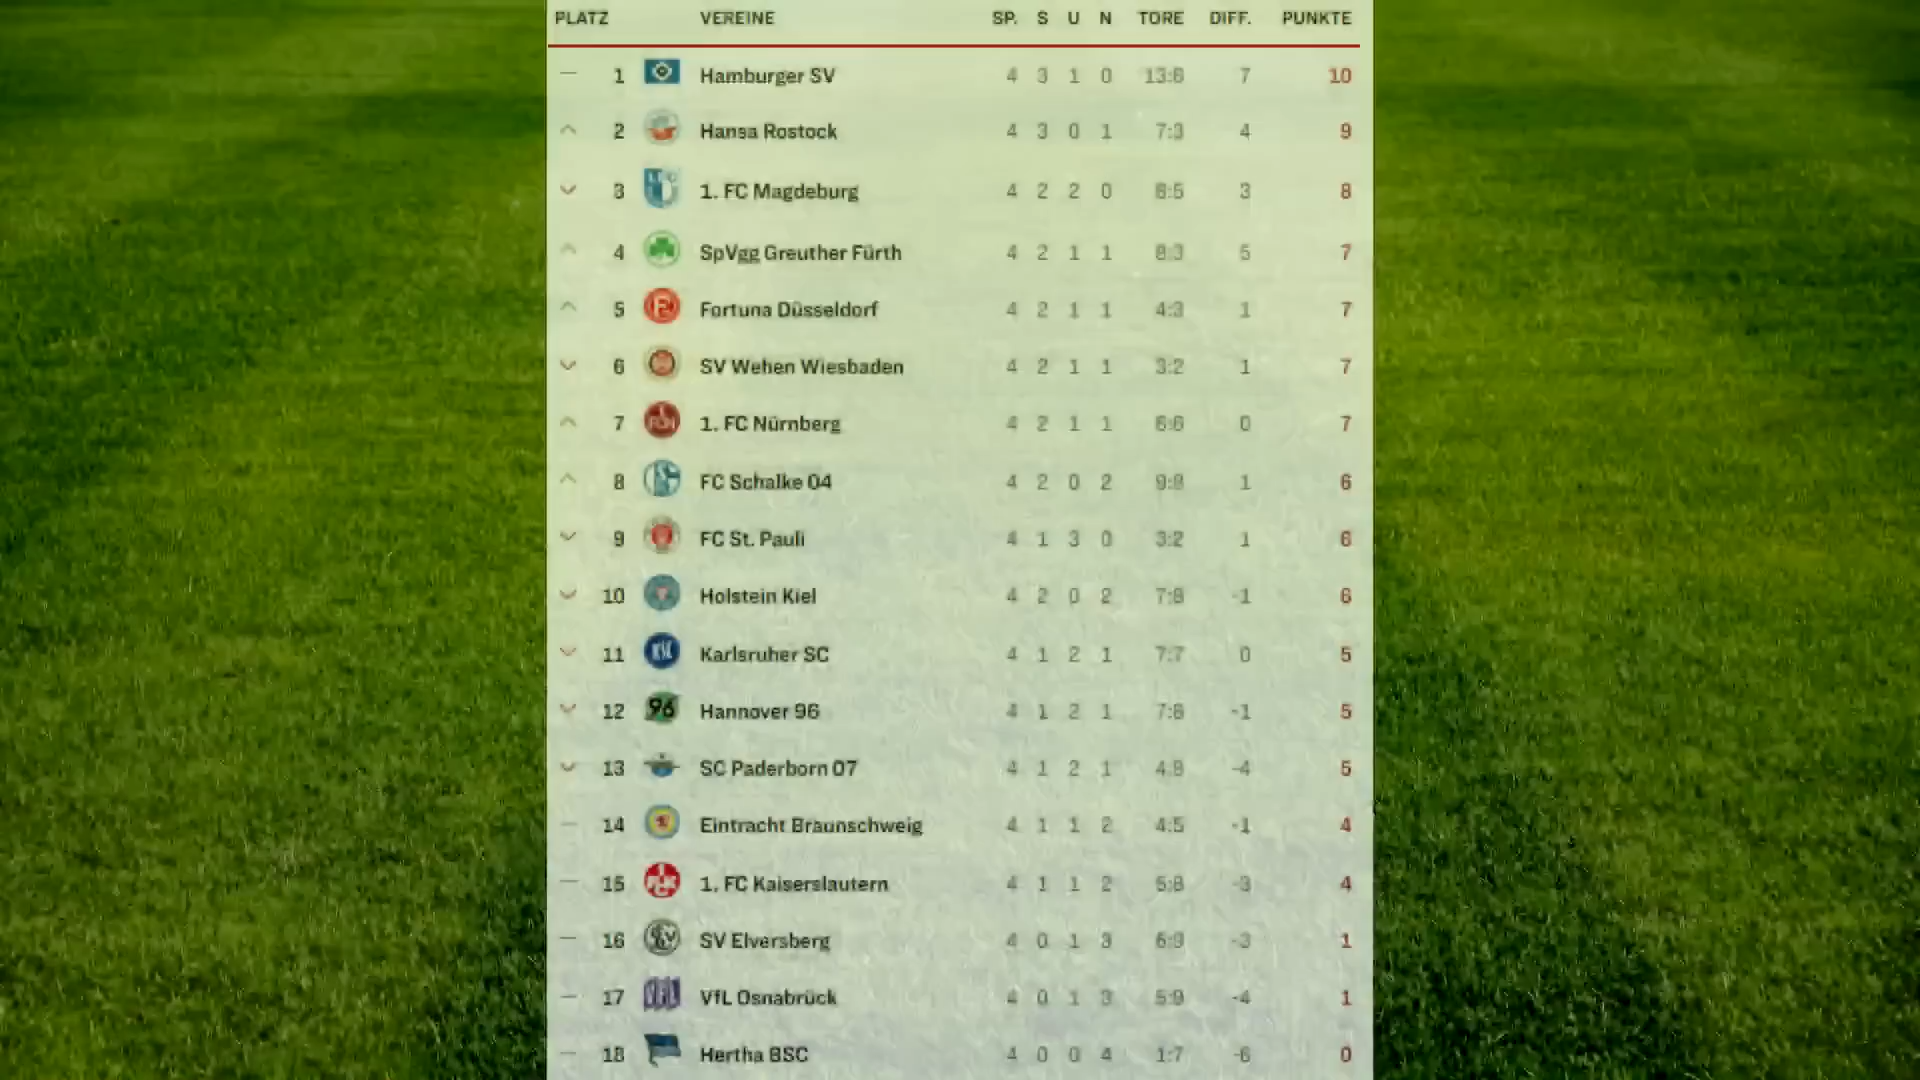 PLATZ VEREINE SP. S U N TORE DIFF. PUNKTE
1 Hamburger SV 4 3 1 0 13:6 7 10
2 Hansa Rostock 4 3 0 1 7:3 4 9
3 1. FC Magdeburg 4 2 2 0 8:5 3 8
4 SpVgg Greuther Fürth 4 2 1 1 8:3 5 7
5 Fortuna Düsseldorf 4 2 1 1 4:3 1 7
6 SV Wehen Wiesbaden 4 2 1 1 3:2 1 7
7 1. FC Nürnberg 4 2 1 1 6:6 0 7
8 FC Schalke 04 4 2 0 2 9:8 1 6
9 FC St. Pauli 4 1 3 0 3:2 1 6
10 Holstein Kiel 4 2 0 2 7:8 -1 6
11 KSC Karlsruher SC 4 1 2 1 7:7 0 5
12 96 Hannover 96 4 1 2 1 7:8 -1 5
13 SC Paderborn 07 4 1 2 1 4:8 -4 5
14 Eintracht Braunschweig 4 1 1 2 4:5 -1 4
15 1. FC Kaiserslautern 4 1 1 2 5:8 -3 4
16 SV Elversberg 4 0 1 3 6:9 -3 1
17 VfL Osnabrück 4 0 1 3 5:9 -4 1
18 Hertha BSC 4 0 0 4 1:7 -6 0